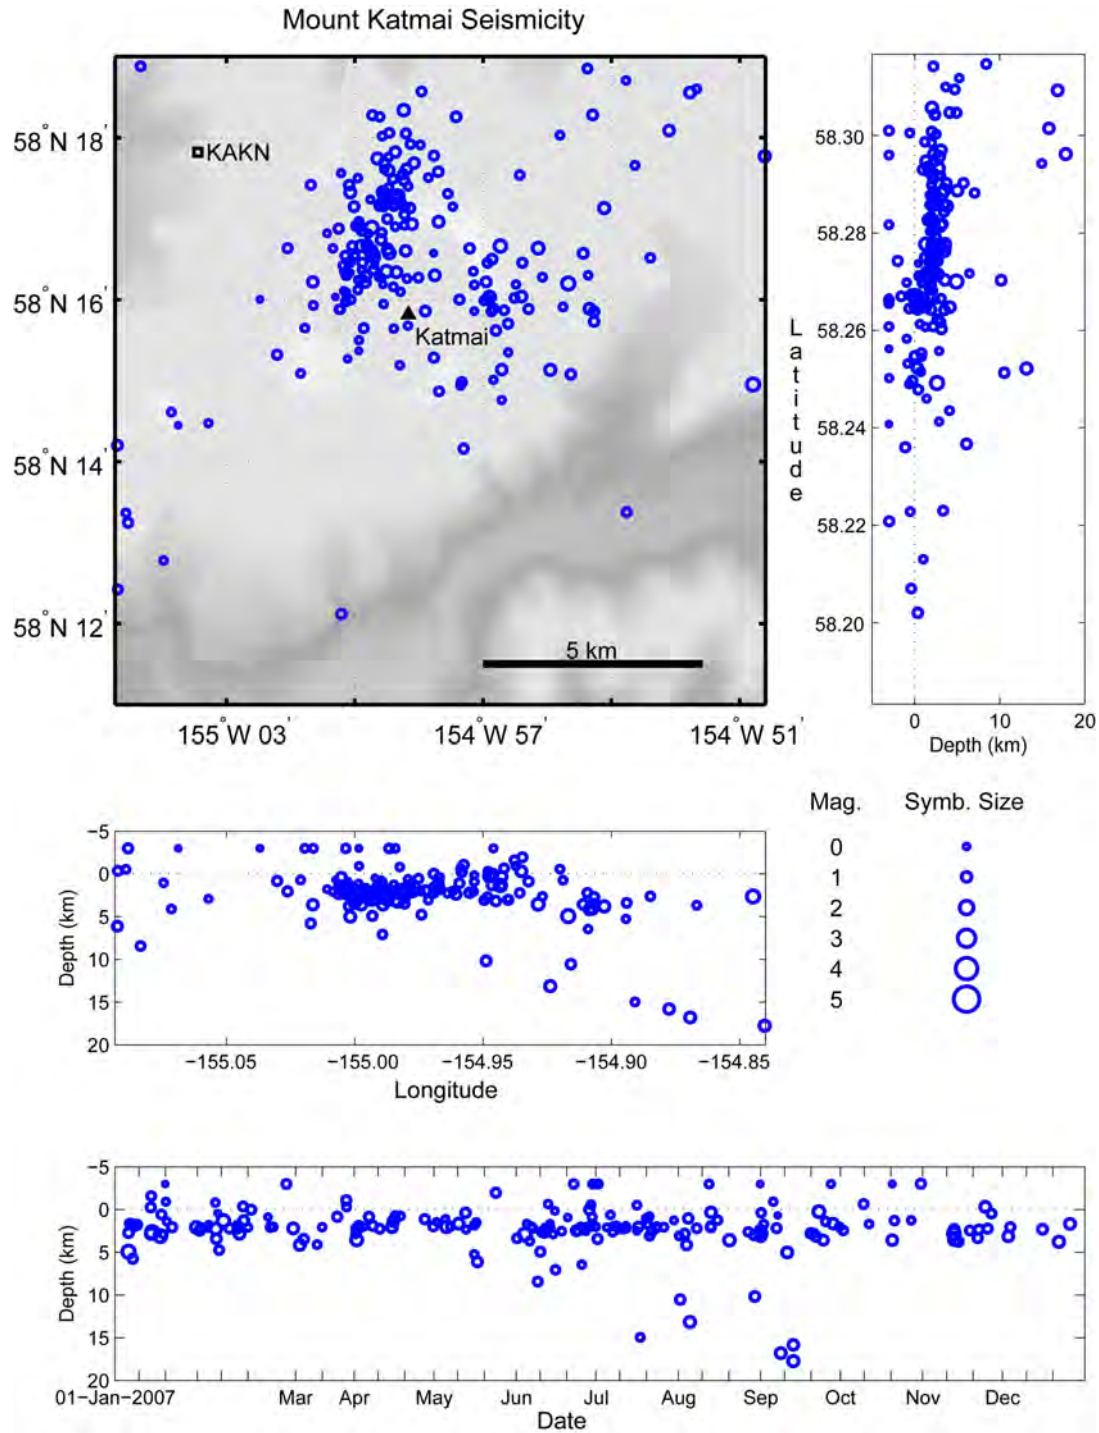 Mount Katmai Seismicity
58°N 18'
58°N 16'
58°N 14'
58°N 12'
KAKN
Katmai
5 km
155°W 03'
154°W 57'
154°W 51'
Latitude
58.30
58.28
58.26
58.24
58.22
58.20
0 10 20
Depth (km)
Mag. Symb. Size
0
1
2
3
4
5
Depth (km)
−5
0
5
10
15
20
−155.05 −155.00 −154.95 −154.90 −154.85
Longitude
Depth (km)
−5
0
5
10
15
20
01−Jan−2007 Mar Apr May Jun Jul Aug Sep Oct Nov Dec
Date